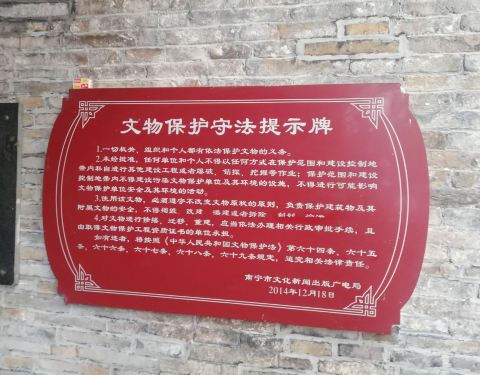 文物保护守法提示牌
1.一切机关、组织和个人都有依法保护文物的义务。
2.未经批准,任何单位和个人不得以任何方式在保护范围和建设控制地
带内私自进行其他建设工程或者爆破、钻探、挖掘等作业;保护范围和建设
控制地带内不得建设污染文物保护单位及其环境的设施,不得进行可能影响
文物保护单位安全及其环境的活动。
3.使用该文物,必须遵守不改变文物原状的原则,负责保护建筑物及其
附属文物的安全,不得损毁、改建、添建或者拆除
4.对文物进行修缮、迁移、重建,应当依法办理相关行政审批手续,且
由取得文物保护工程资质证书的单位承担。
如有违者,将按照《中华人民共和国文物保护法》第六十四条、六十五
条、六十六条、六十七条、六十八条、六十九条规定,追究相关法律责任。
南宁市文化新闻出版广电局
2014年12月18日